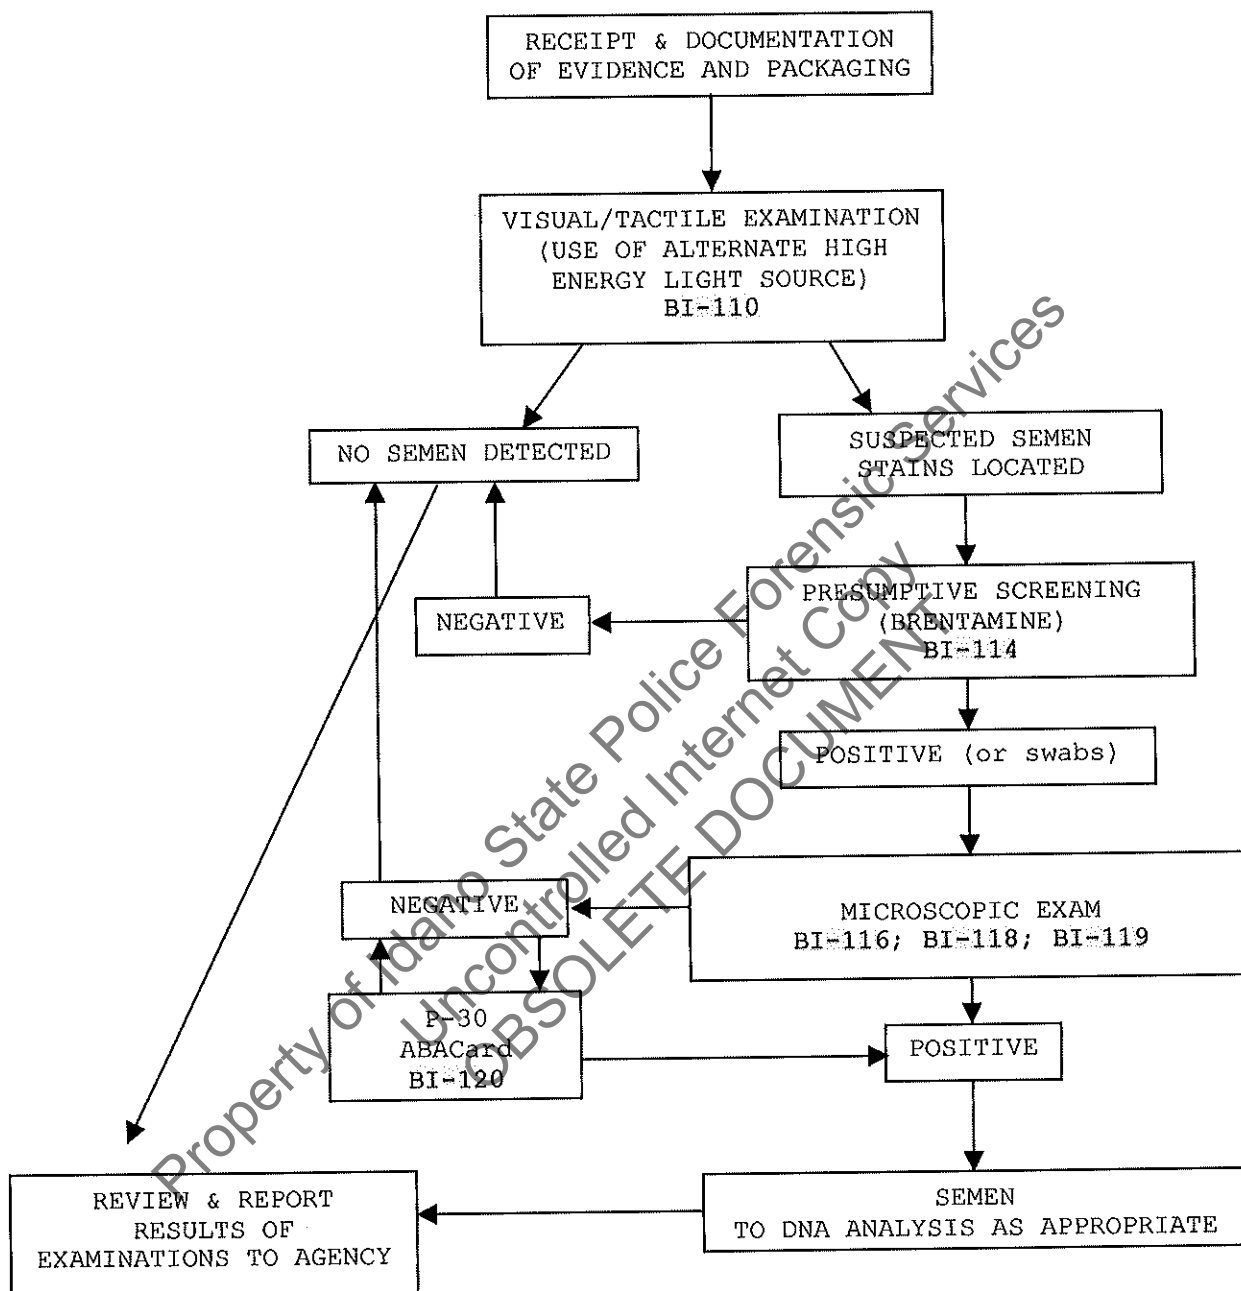 RECEIPT & DOCUMENTATION
OF EVIDENCE AND PACKAGING
VISUAL/TACTILE EXAMINATION
(USE OF ALTERNATE HIGH
ENERGY LIGHT SOURCE)
BI-110
NO SEMEN DETECTED
SUSPECTED SEMEN
STAINS LOCATED
NEGATIVE
PRESUMPTIVE SCREENING
(BRENTAMINE)
BI-114
POSITIVE (or swabs)
NEGATIVE
MICROSCOPIC EXAM
BI-116; BI-118; BI-119
P-30
ABACard
BI-120
POSITIVE
REVIEW & REPORT
RESULTS OF
EXAMINATIONS TO AGENCY
SEMEN
TO DNA ANALYSIS AS APPROPRIATE
Property of Idaho State Police Forensic Services
Uncontrolled Internet Copy
OBSOLETE DOCUMENT